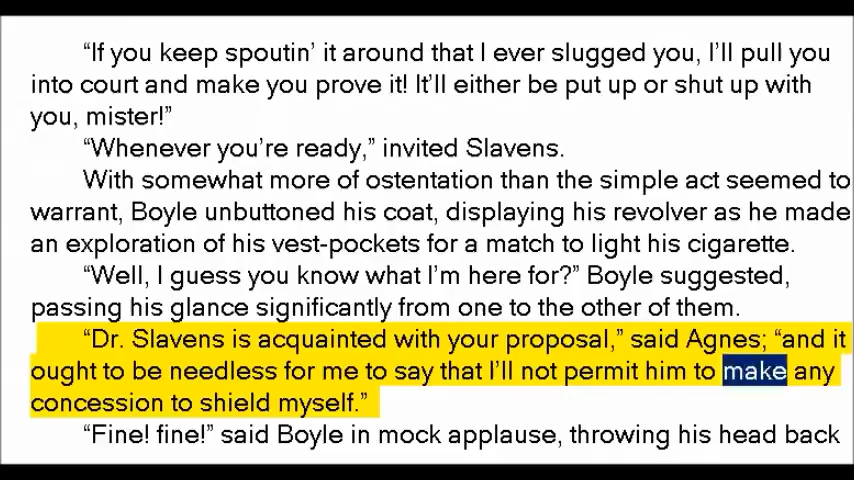 “If you keep spoutin’ it around that I ever slugged you, I’ll pull you
into court and make you prove it! It’ll either be put up or shut up with
you, mister!”
“Whenever you’re ready,” invited Slavens.
With somewhat more of ostentation than the simple act seemed to
warrant, Boyle unbuttoned his coat, displaying his revolver as he made
an exploration of his vest-pockets for a match to light his cigarette.
“Well, I guess you know what I’m here for?” Boyle suggested,
passing his glance significantly from one to the other of them.
“Dr. Slavens is acquainted with your proposal,” said Agnes; “and it
ought to be needless for me to say that I’ll not permit him to make any
concession to shield myself.”
“Fine! fine!” said Boyle in mock applause, throwing his head back